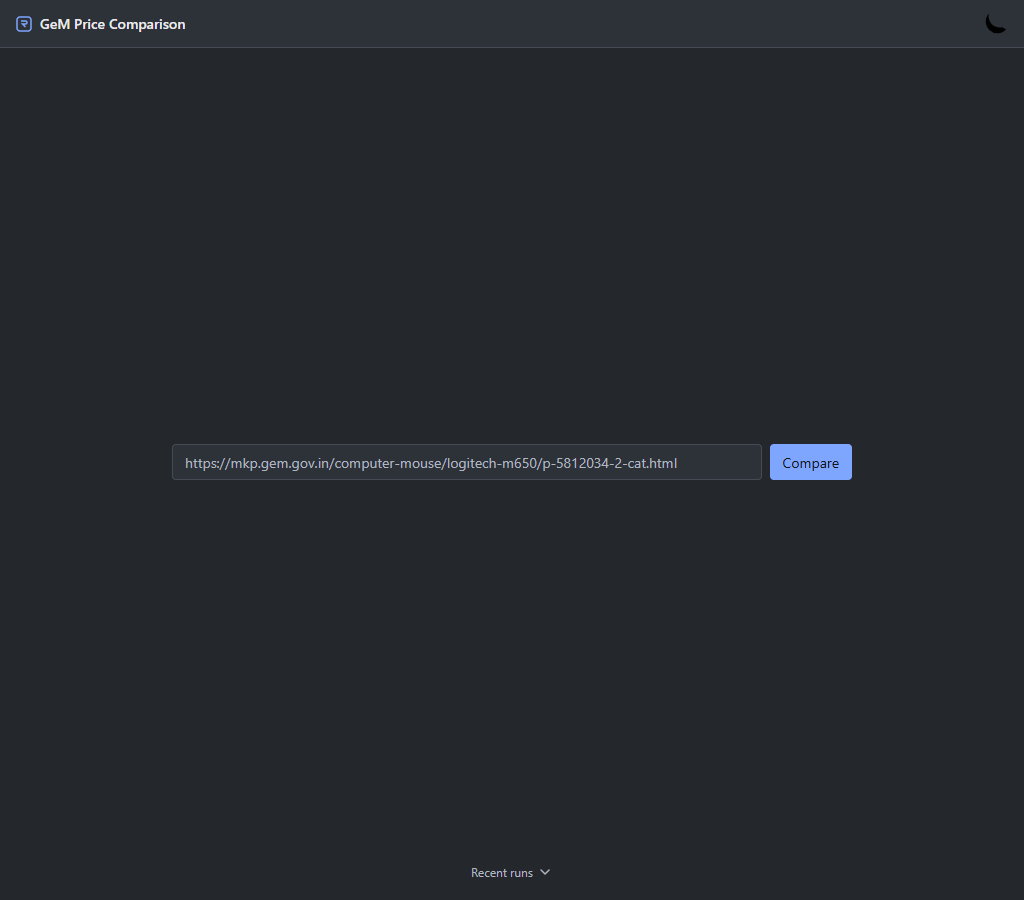 GeM Price Comparison
https://mkp.gem.gov.in/computer-mouse/logitech-m650/p-5812034-2-cat.html
Compare
Recent runs